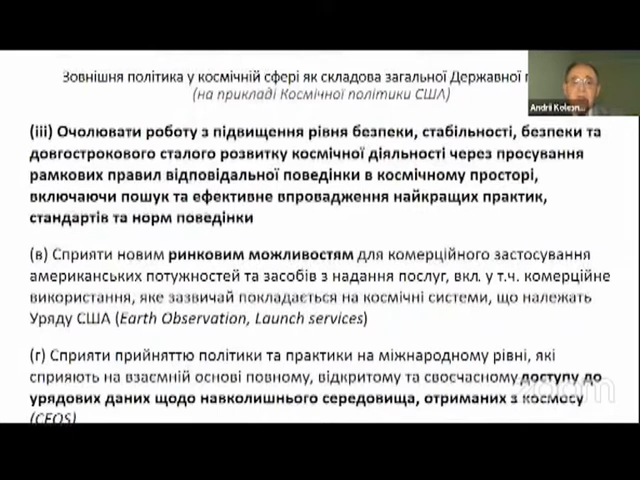 Зовнішня політика у космічній сфері як складова загальної Державної
(на прикладі Космічної політики США)
Andrii Kolezn...
(iii) Очолювати роботу з підвищення рівня безпеки, стабільності, безпеки та
довгострокового сталого розвитку космічної діяльності через просування
рамкових правил відповідальної поведінки в космічному просторі,
включаючи пошук та ефективне впровадження найкращих практик,
стандартів та норм поведінки
(в) Сприяти новим ринковим можливостям для комерційного застосування
американських потужностей та засобів з надання послуг, вкл. у т.ч. комерційне
використання, яке зазвичай покладається на космічні системи, що належать
Уряду США (Earth Observation, Launch services)
(г) Сприяти прийняттю політики та практики на міжнародному рівні, які
сприяють на взаємній основі повному, відкритому та своєчасному доступу до
урядових даних щодо навколишнього середовища, отриманих з космосу
(CEOS)
zoom